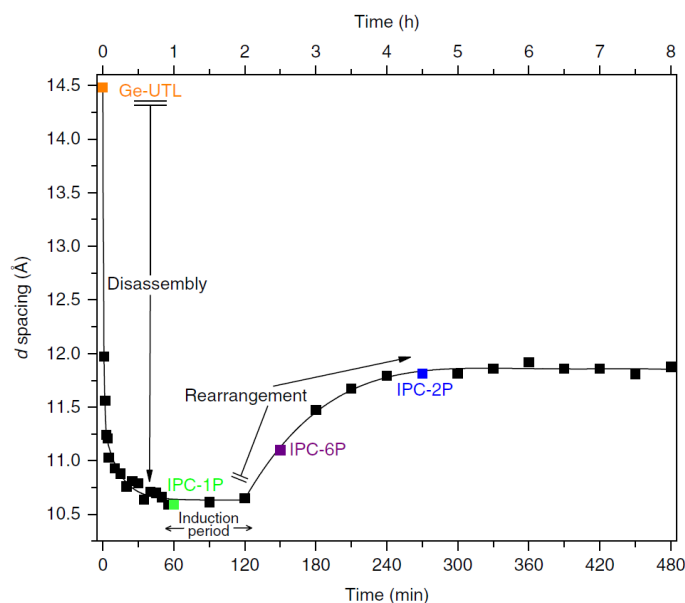 Time (h)
0 1 2 3 4 5 6 7 8
14.5
Ge-UTL
14.0
13.5
13.0
12.5
Disassembly
12.0
Rearrangement
IPC-2P
11.5
IPC-6P
11.0
IPC-1P
10.5
Induction
period
d spacing (Å)
0 60 120 180 240 300 360 420 480
Time (min)